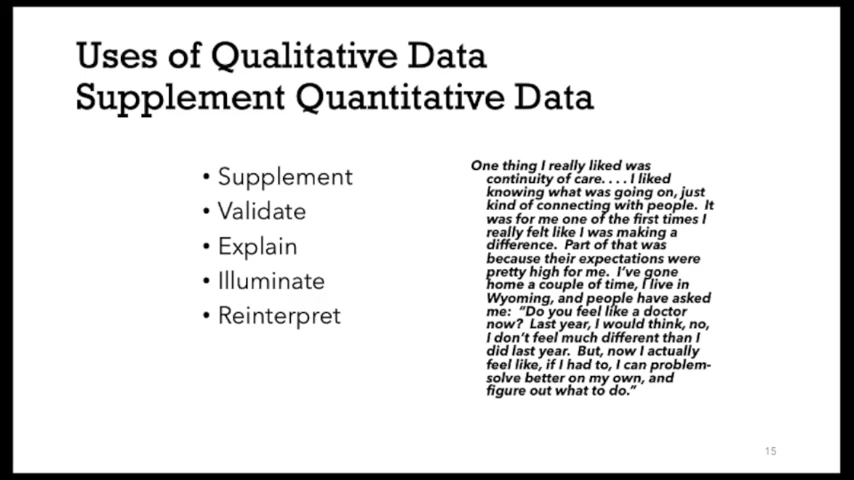 Uses of Qualitative Data
Supplement Quantitative Data
• Supplement
• Validate
• Explain
• Illuminate
• Reinterpret
One thing I really liked was
continuity of care. . . . I liked
knowing what was going on, just
kind of connecting with people.  It
was for me one of the first times I
really felt like I was making a
difference.  Part of that was
because their expectations were
pretty high for me.  I've gone
home a couple of time, I live in
Wyoming, and people have asked
me:  "Do you feel like a doctor
now?  Last year, I would think, no,
I don't feel much different than I
did last year.  But, now I actually
feel like, if I had to, I can problem-
solve better on my own, and
figure out what to do."
15